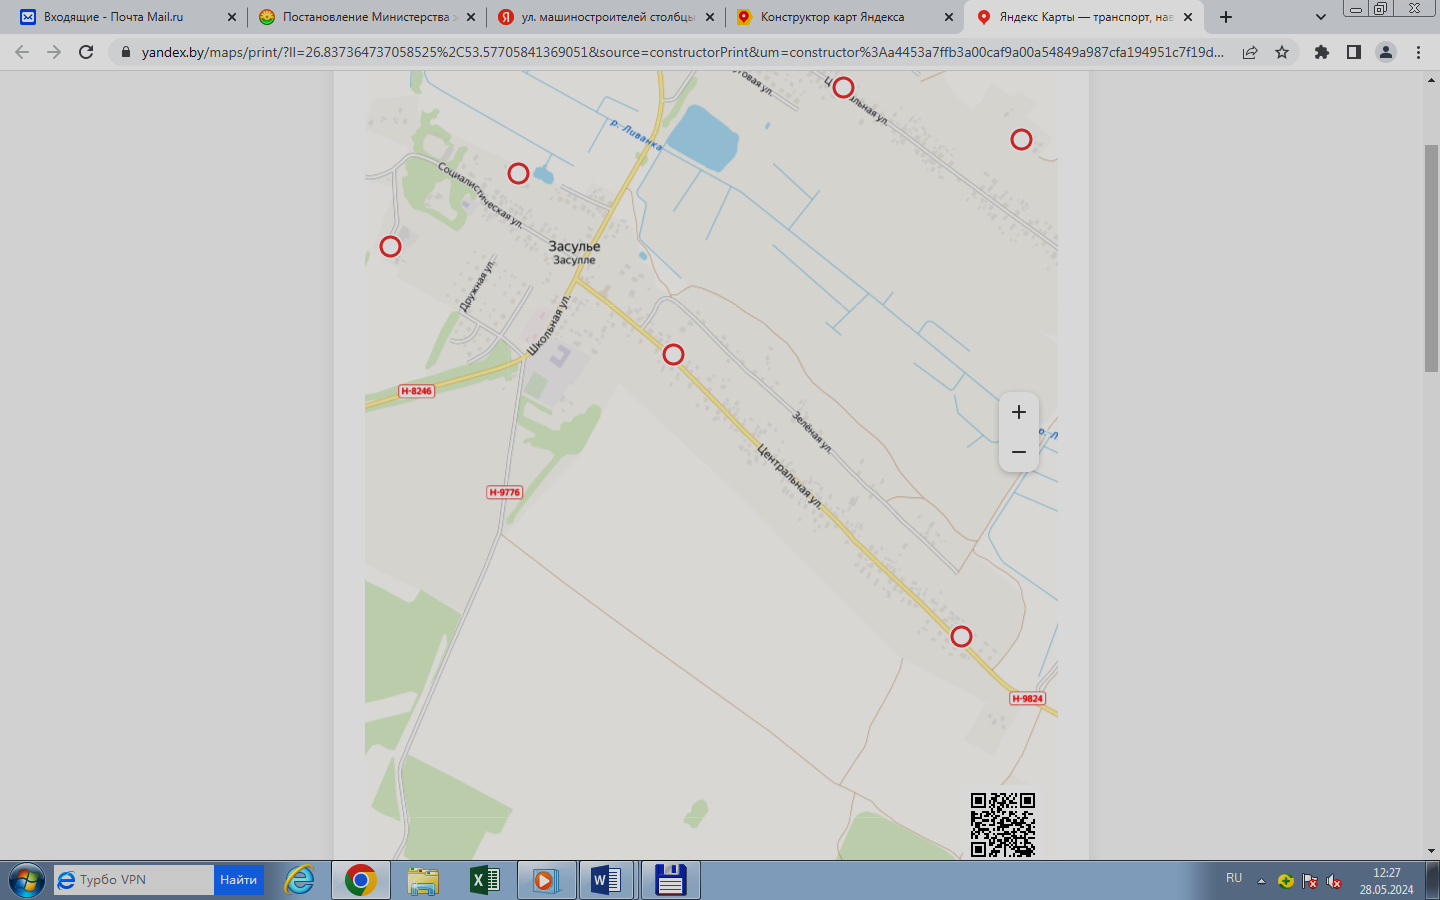 Входящие - Почта Mail.ru
Постановление Министерства ж
ул. машиностроителей столбцы
Конструктор карт Яндекса
Яндекс Карты — транспорт, нав
yandex.by/maps/print/?ll=26.837364737058525%2C53.57705841369051&source=constructorPrint&um=constructor%3Aa4453a7ffb3a00caf9a00a54849a987cfa194951c7f19d...
р. Ливанка
Социалистическая ул.
Засулье
Засулле
Дружная ул.
Школьная ул.
Н-8246
Зелёная ул.
Центральная ул.
Н-9776
Н-9824
Турбо VPN
Найти
RU
12:27
28.05.2024